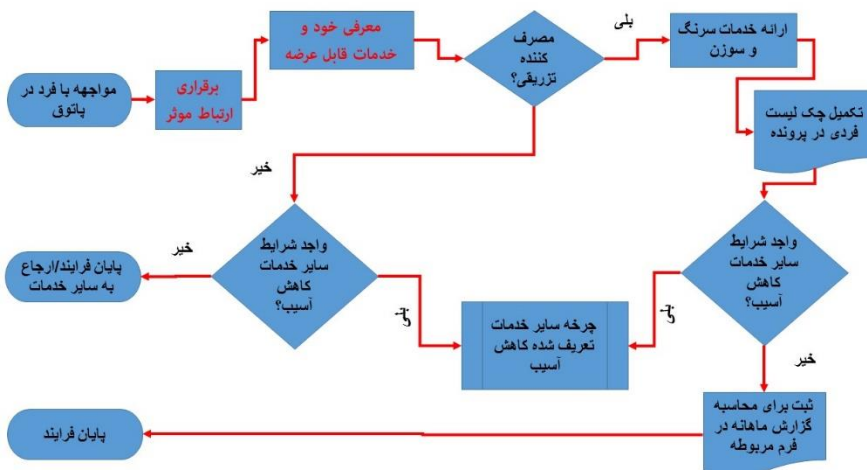 مواجهه با فرد در
پاتوق
برقراری
ارتباط موثر
معرفی خود و
خدمات قابل عرضه
مصرف
کننده
تزریقی؟
بلی
ارائه خدمات سرنگ
و سوزن
تکمیل چک لیست
فردی در پرونده
خیر
واجد شرایط
سایر خدمات
کاهش
آسیب؟
خیر
پایان فرایند/ارجاع
به سایر خدمات
بلی
چرخه سایر خدمات
تعریف شده کاهش
آسیب
بلی
واجد شرایط
سایر خدمات
کاهش
آسیب؟
خیر
ثبت برای محاسبه
گزارش ماهانه در
فرم مربوطه
پایان فرایند